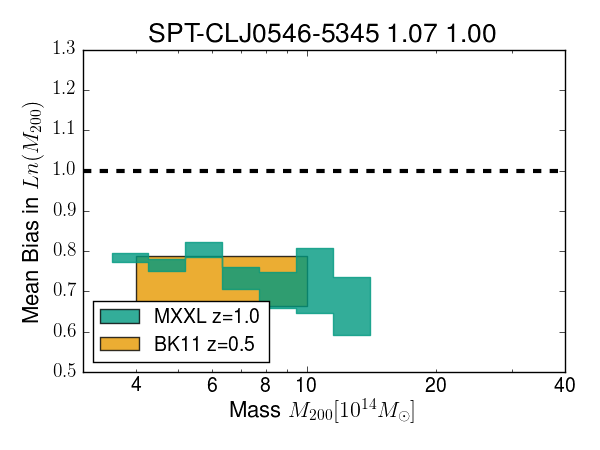 SPT-CLJ0546-5345 1.07 1.00
1.3
1.2
1.1
1.0
0.9
0.8
0.7
0.6
0.5
Mean Bias in Ln(M₂₀₀)
MXXL z=1.0
BK11 z=0.5
4 6 8 10 20 40
Mass M₂₀₀[10¹⁴M☉]